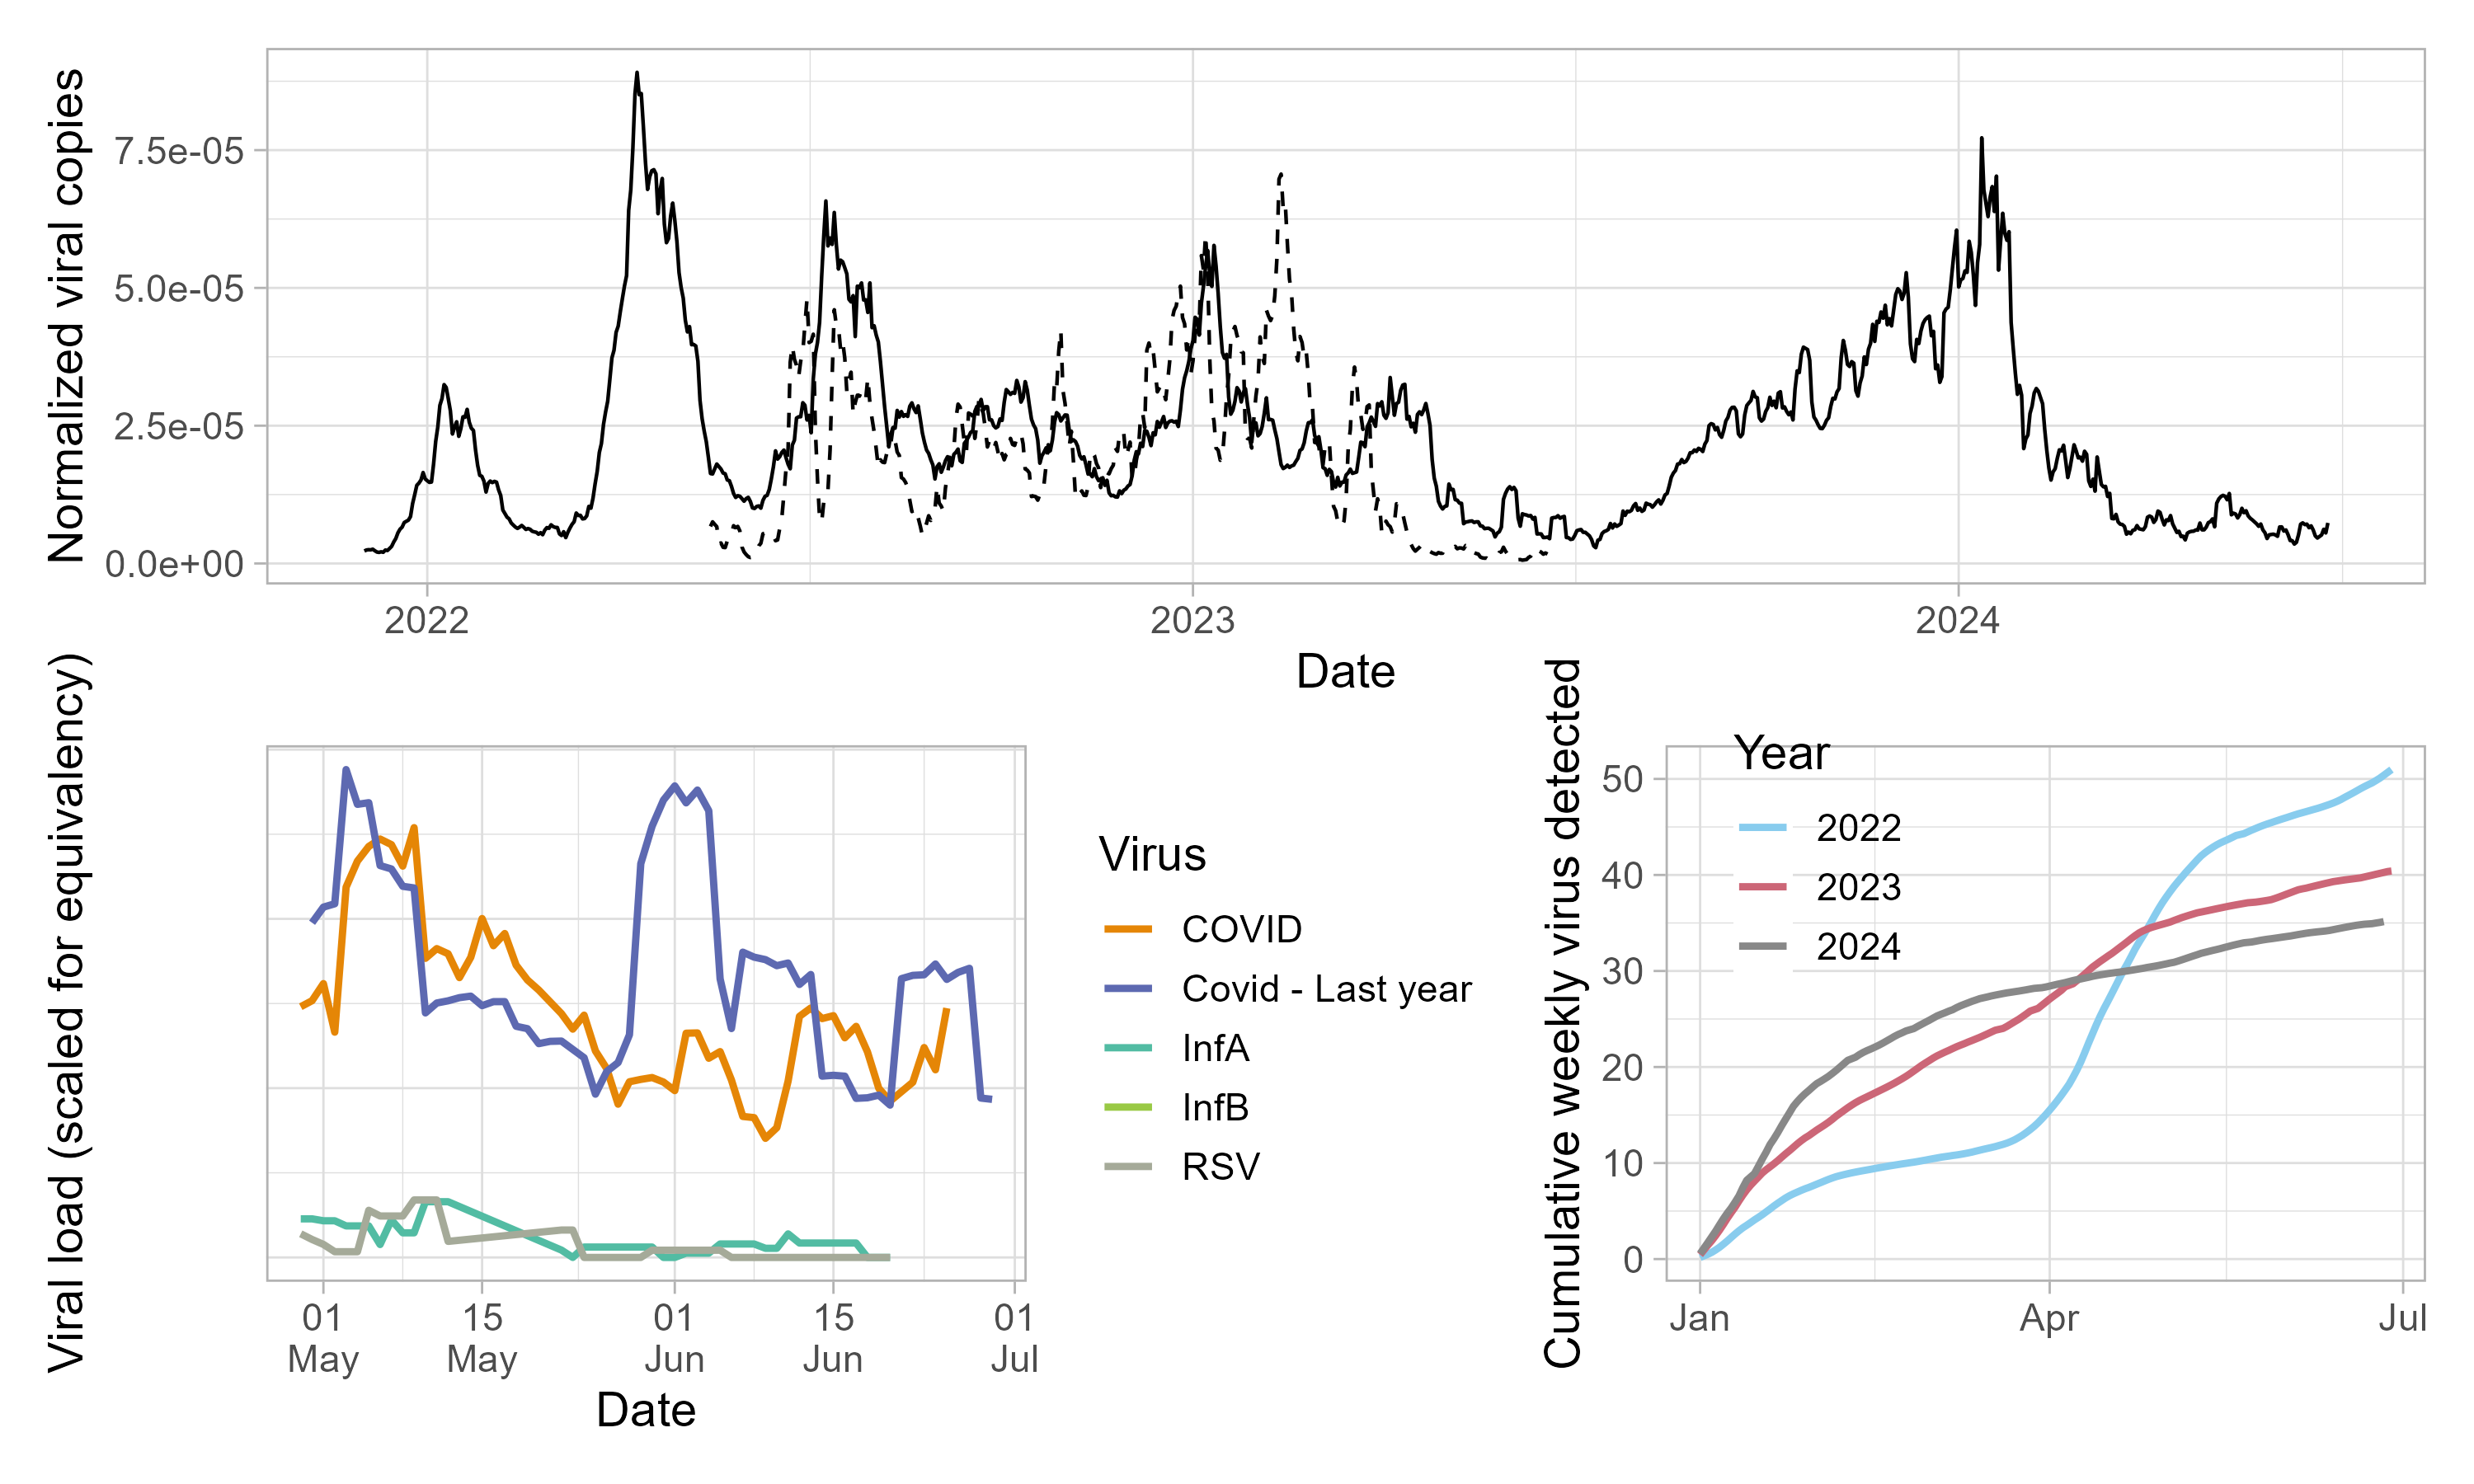 Normalized viral copies
7.5e-05
5.0e-05
2.5e-05
0.0e+00
2022
2023
2024
Date
Viral load (scaled for equivalency)
01
May
15
May
01
Jun
15
Jun
01
Jul
Date
Virus
COVID
Covid - Last year
InfA
InfB
RSV
Cumulative weekly virus detected
50
40
30
20
10
0
Jan
Apr
Jul
Year
2022
2023
2024